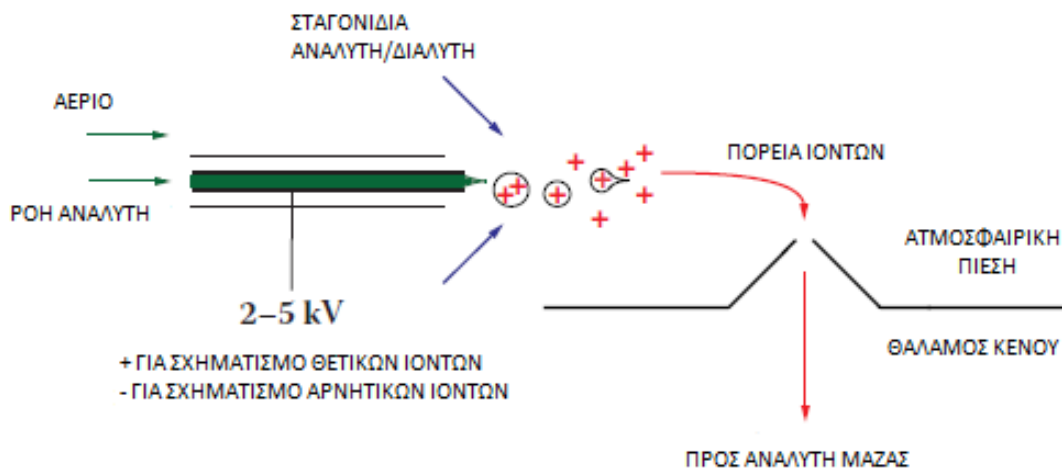 ΣΤΑΓΟΝΙΔΙΑ
ΑΝΑΛΥΤΗ/ΔΙΑΛΥΤΗ
ΑΕΡΙΟ
ΡΟΗ ΑΝΑΛΥΤΗ
ΠΟΡΕΙΑ ΙΟΝΤΩΝ
ΑΤΜΟΣΦΑΙΡΙΚΗ
ΠΙΕΣΗ
2–5 kV
+ ΓΙΑ ΣΧΗΜΑΤΙΣΜΟ ΘΕΤΙΚΩΝ ΙΟΝΤΩΝ
- ΓΙΑ ΣΧΗΜΑΤΙΣΜΟ ΑΡΝΗΤΙΚΩΝ ΙΟΝΤΩΝ
ΘΑΛΑΜΟΣ ΚΕΝΟΥ
ΠΡΟΣ ΑΝΑΛΥΤΗ ΜΑΖΑΣ